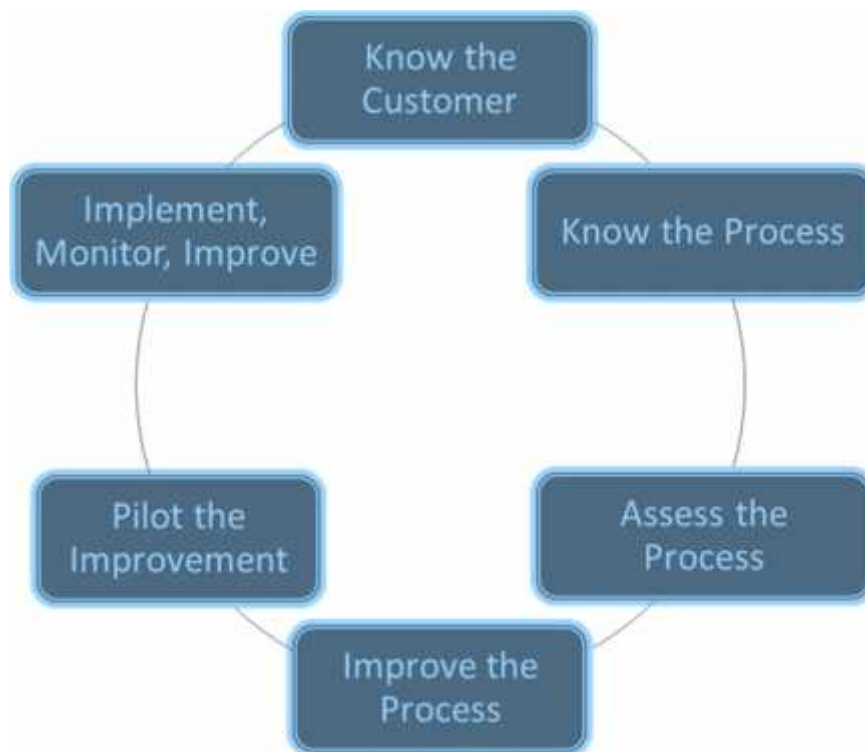 Know the
Customer
Know the Process
Assess the
Process
Improve the
Process
Pilot the
Improvement
Implement,
Monitor, Improve